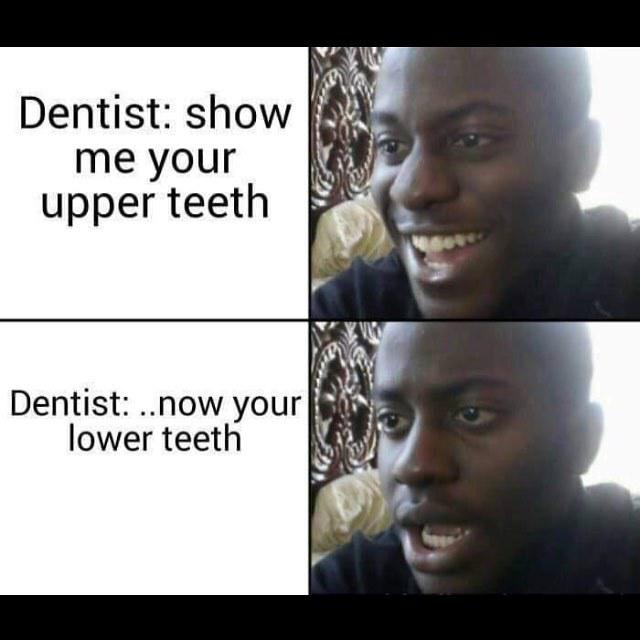 Dentist: show
me your
upper teeth
Dentist: ..now your
lower teeth